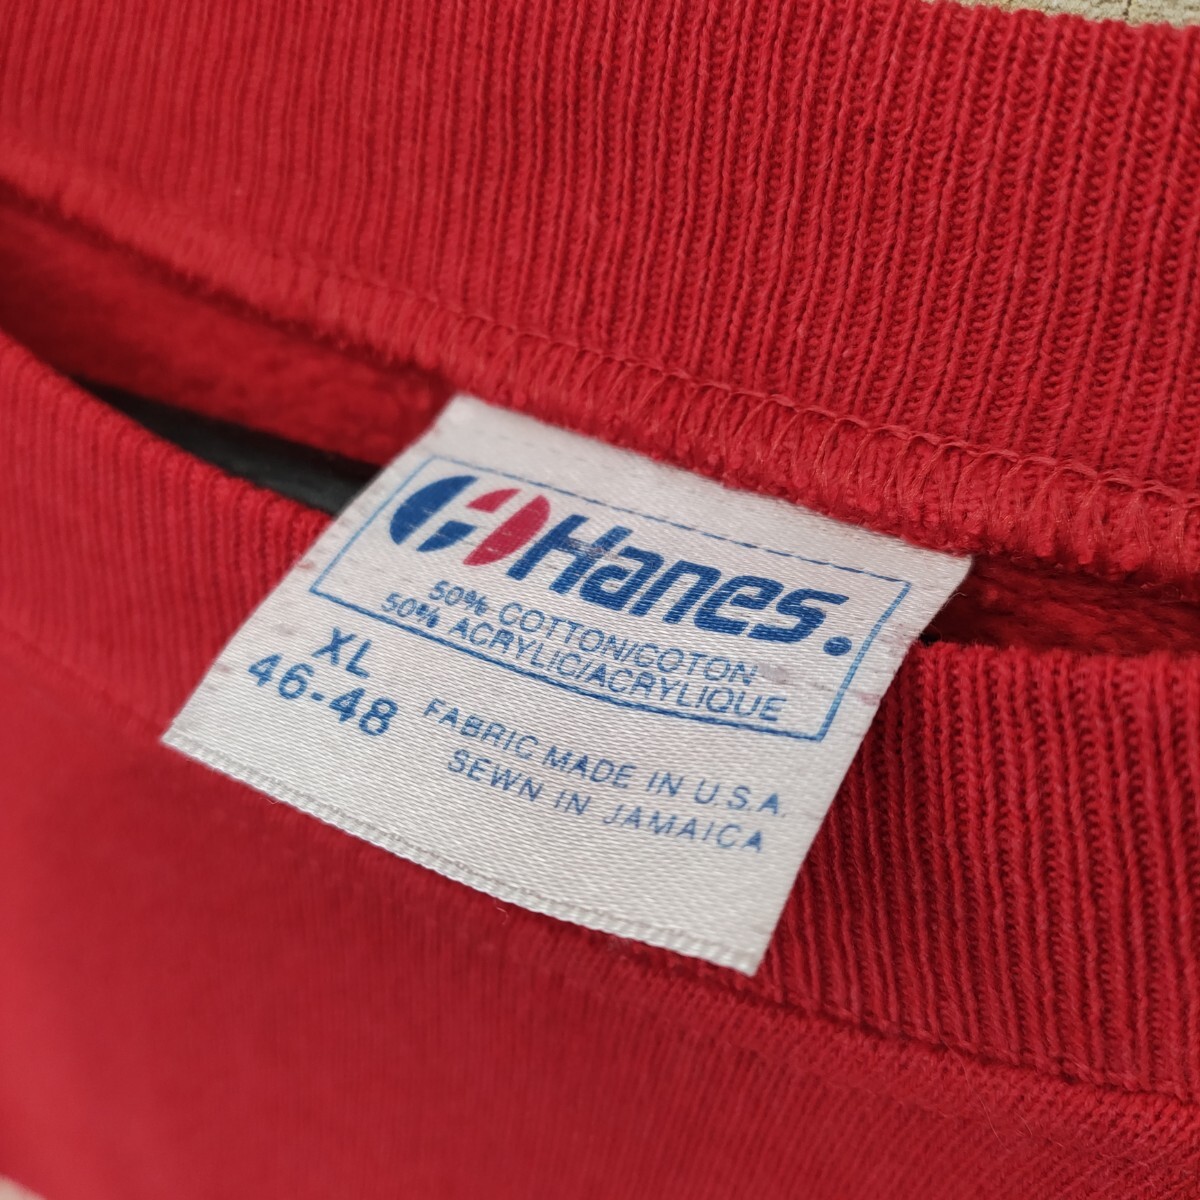 Hanes.
50% COTTON/COTON
50% ACRYLIC/ACRYLIQUE
XL
46-48
FABRIC MADE IN U.S.A.
SEWN IN JAMAICA